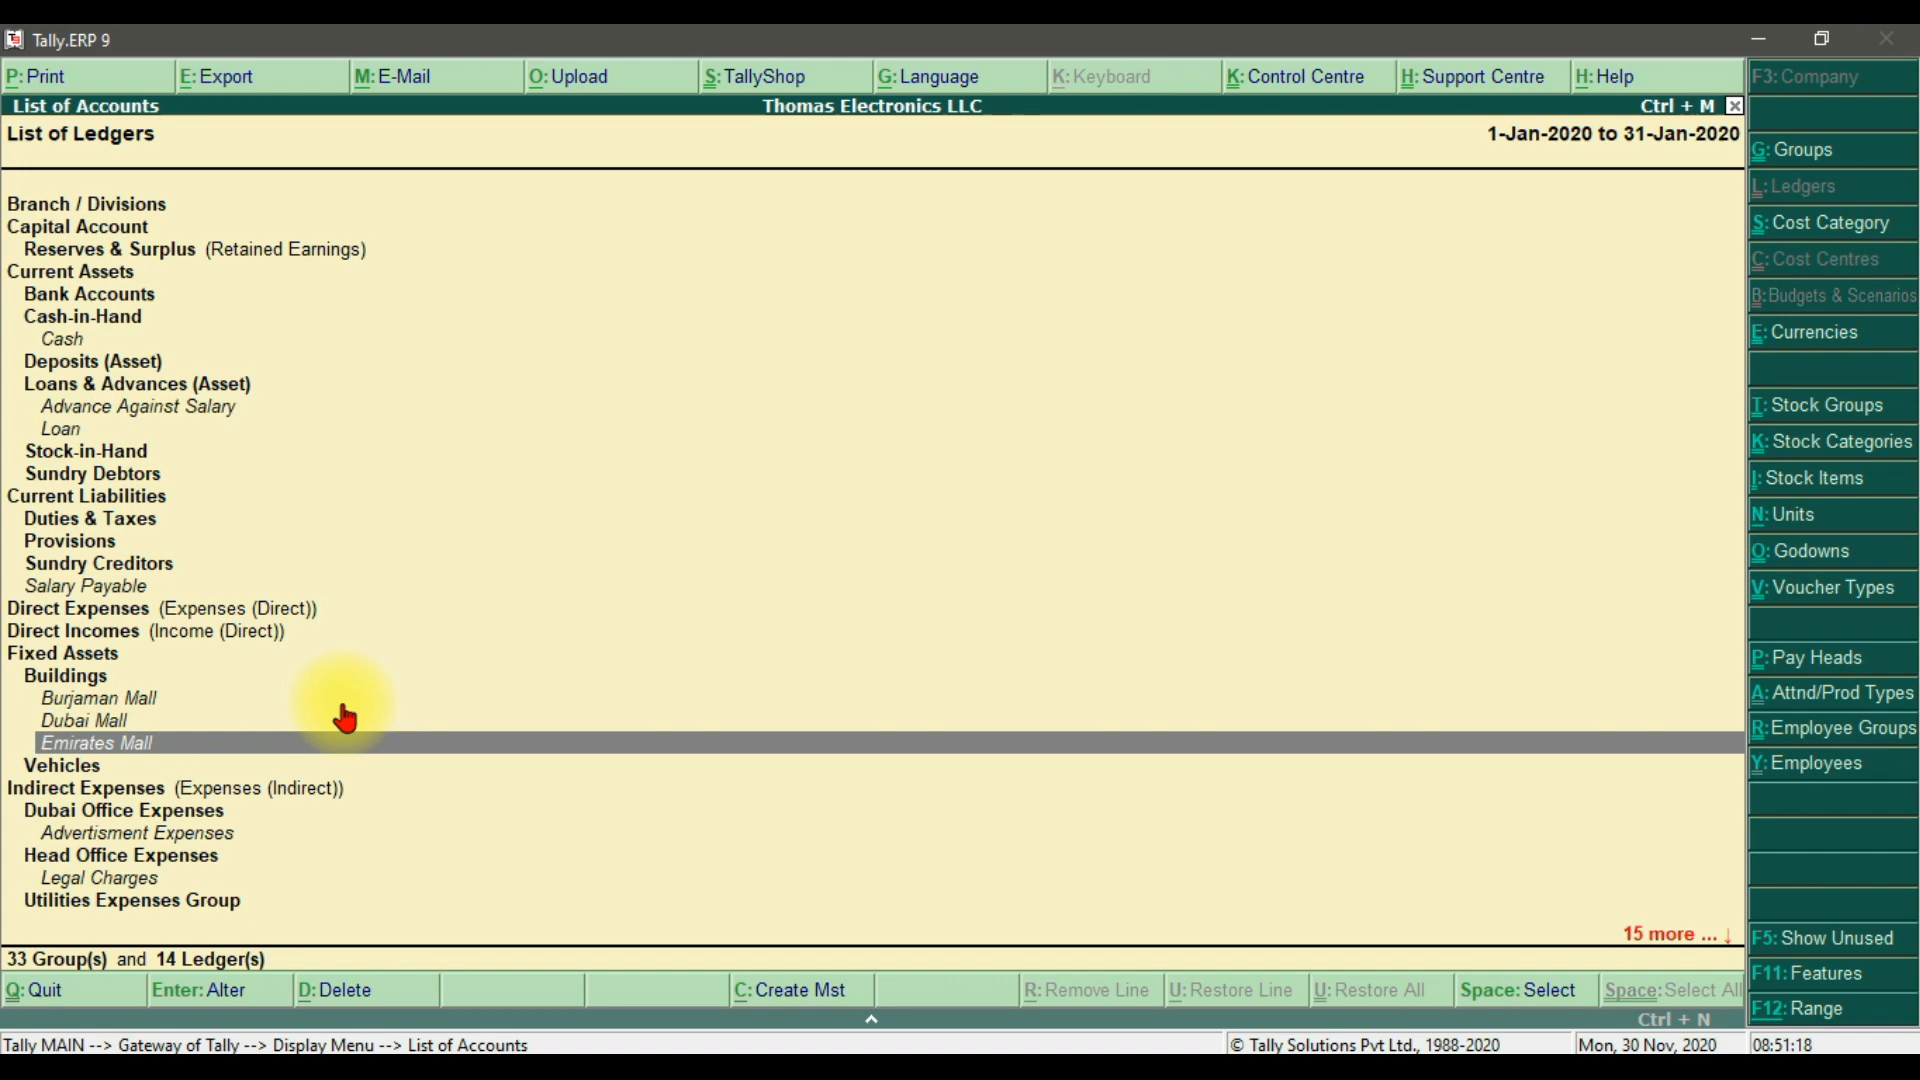 Tally.ERP 9
P: Print E: Export M: E-Mail O: Upload S: TallyShop G: Language K: Keyboard K: Control Centre H: Support Centre H: Help F3: Company
List of Accounts Thomas Electronics LLC Ctrl + M
List of Ledgers 1-Jan-2020 to 31-Jan-2020
G: Groups
L: Ledgers
S: Cost Category
C: Cost Centres
B: Budgets & Scenarios
E: Currencies
T: Stock Groups
K: Stock Categories
I: Stock Items
N: Units
O: Godowns
V: Voucher Types
P: Pay Heads
A: Attnd/Prod Types
R: Employee Groups
Y: Employees
F5: Show Unused
F11: Features
F12: Range
Branch / Divisions
Capital Account
Reserves & Surplus (Retained Earnings)
Current Assets
Bank Accounts
Cash-in-Hand
Cash
Deposits (Asset)
Loans & Advances (Asset)
Advance Against Salary
Loan
Stock-in-Hand
Sundry Debtors
Current Liabilities
Duties & Taxes
Provisions
Sundry Creditors
Salary Payable
Direct Expenses (Expenses (Direct))
Direct Incomes (Income (Direct))
Fixed Assets
Buildings
Burjaman Mall
Dubai Mall
Emirates Mall
Vehicles
Indirect Expenses (Expenses (Indirect))
Dubai Office Expenses
Advertisment Expenses
Head Office Expenses
Legal Charges
Utilities Expenses Group
15 more ... ↓
33 Group(s) and 14 Ledger(s)
Q: Quit Enter: Alter D: Delete C: Create Mst R: Remove Line U: Restore Line U: Restore All Space: Select Space: Select All
Ctrl + N
Tally MAIN --> Gateway of Tally --> Display Menu --> List of Accounts © Tally Solutions Pvt Ltd., 1988-2020 Mon, 30 Nov, 2020 08:51:18